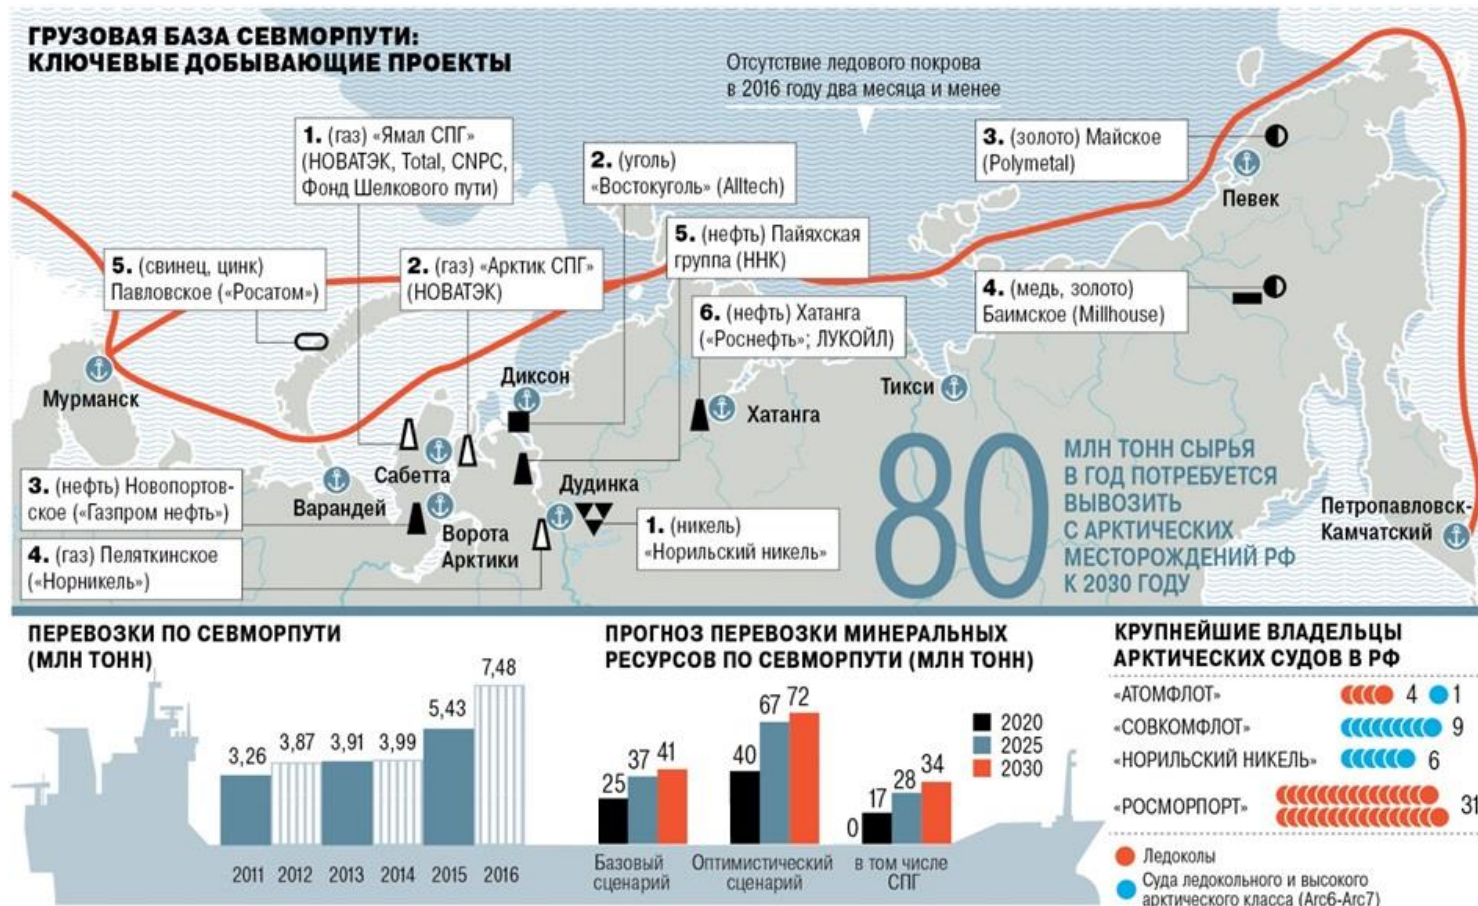 ГРУЗОВАЯ БАЗА СЕВМОРПУТИ:
КЛЮЧЕВЫЕ ДОБЫВАЮЩИЕ ПРОЕКТЫ
Отсутствие ледового покрова
в 2016 году два месяца и менее
1. (газ) «Ямал СПГ»
(НОВАТЭК, Total, CNPC,
Фонд Шелкового пути)
2. (уголь)
«Востокуголь» (Alltech)
3. (золото) Майское
(Polymetal)
Певек
5. (свинец, цинк)
Павловское («Росатом»)
2. (газ) «Арктик СПГ»
(НОВАТЭК)
5. (нефть) Пайяхская
группа (ННК)
6. (нефть) Хатанга
(«Роснефть»; ЛУКОЙЛ)
4. (медь, золото)
Баимское (Millhouse)
Мурманск
Диксон
Хатанга
Тикси
Сабетта
Варандей
Ворота
Арктики
Дудинка
3. (нефть) Новопортов-
ское («Газпром нефть»)
4. (газ) Пеляткинское
(«Норникель»)
1. (никель)
«Норильский никель»
80
МЛН ТОНН СЫРЬЯ
В ГОД ПОТРЕБУЕТСЯ
ВЫВОЗИТЬ
С АРКТИЧЕСКИХ
МЕСТОРОЖДЕНИЙ РФ
К 2030 ГОДУ
Петропавловск-
Камчатский
ПЕРЕВОЗКИ ПО СЕВМОРПУТИ
(МЛН ТОНН)
3,26
3,87
3,91
3,99
5,43
7,48
2011
2012
2013
2014
2015
2016
ПРОГНОЗ ПЕРЕВОЗКИ МИНЕРАЛЬНЫХ
РЕСУРСОВ ПО СЕВМОРПУТИ (МЛН ТОНН)
25
37
41
40
67
72
0
17
28
34
2020
2025
2030
Базовый
сценарий
Оптимистический
сценарий
в том числе
СПГ
КРУПНЕЙШИЕ ВЛАДЕЛЬЦЫ
АРКТИЧЕСКИХ СУДОВ В РФ
«АТОМФЛОТ» 4 1
«СОВКОМФЛОТ» 9
«НОРИЛЬСКИЙ НИКЕЛЬ» 6
«РОСМОРПОРТ» 31
Ледоколы
Суда ледокольного и высокого
арктического класса (Arc6-Arc7)